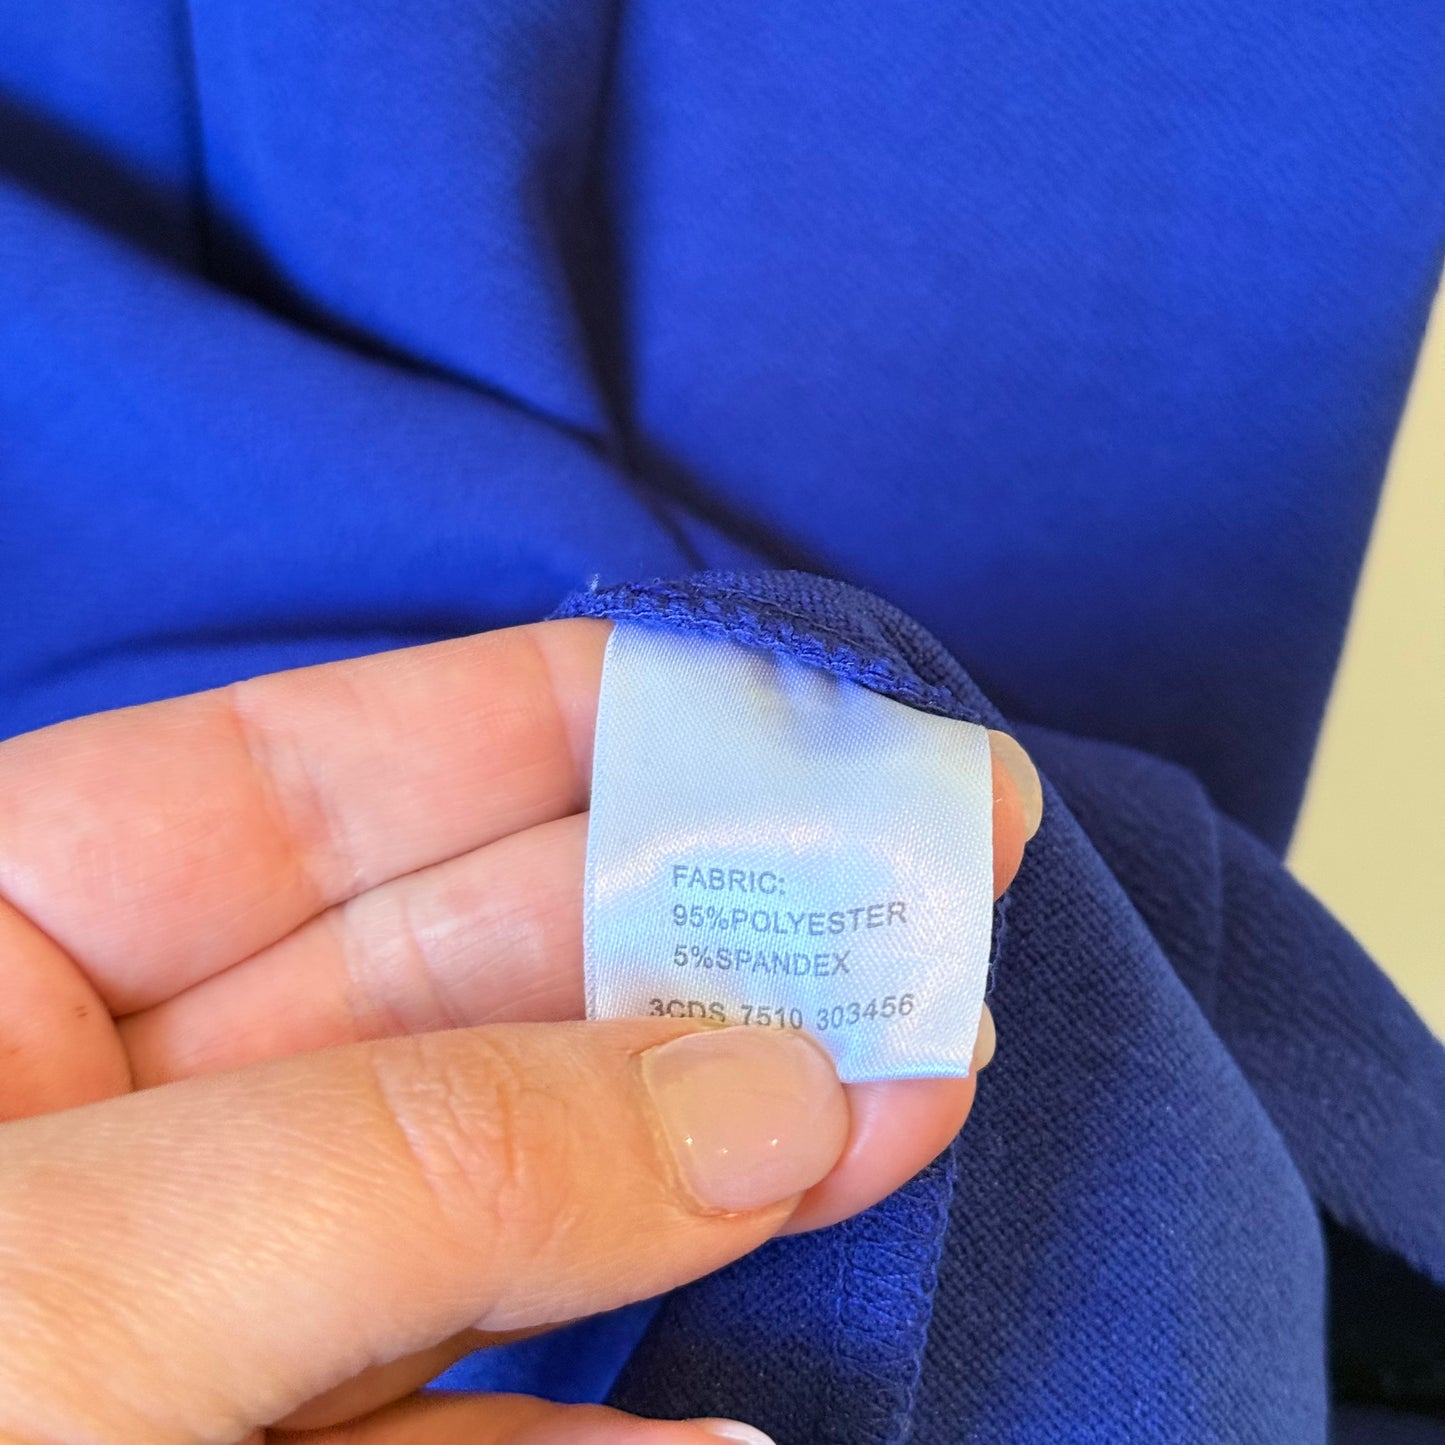 FABRIC:
95%POLYESTER
5%SPANDEX
3CDS 7510 303456